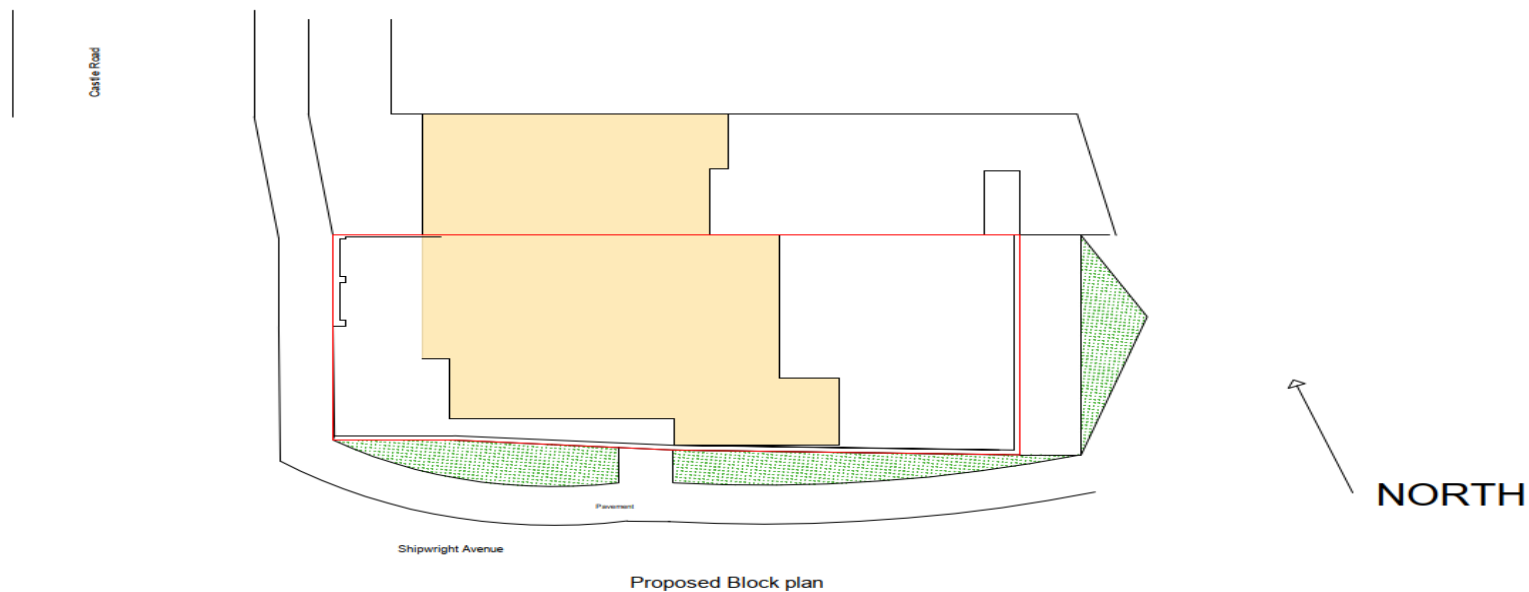 Castle Road
NORTH
Pavement
Shipwright Avenue
Proposed Block plan